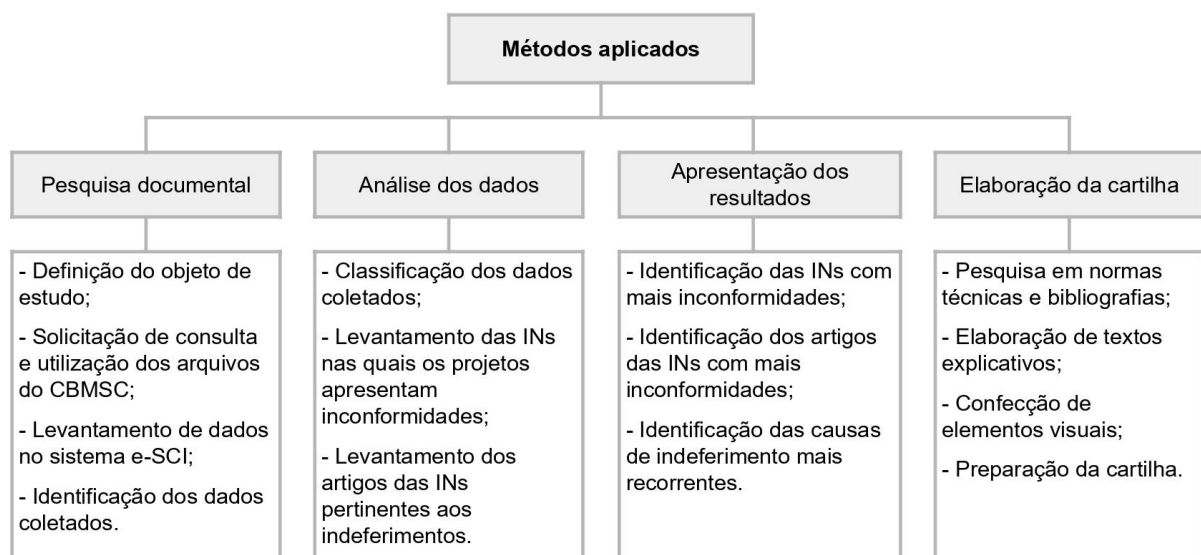 Métodos aplicados
Pesquisa documental
- Definição do objeto de
estudo;
- Solicitação de consulta
e utilização dos arquivos
do CBMSC;
- Levantamento de dados
no sistema e-SCI;
- Identificação dos dados
coletados.
Análise dos dados
- Classificação dos dados
coletados;
- Levantamento das INs
nas quais os projetos
apresentam
inconformidades;
- Levantamento dos
artigos das INs
pertinentes aos
indeferimentos.
Apresentação dos
resultados
- Identificação das INs com
mais inconformidades;
- Identificação dos artigos
das INs com mais
inconformidades;
- Identificação das causas
de indeferimento mais
recorrentes.
Elaboração da cartilha
- Pesquisa em normas
técnicas e bibliografias;
- Elaboração de textos
explicativos;
- Confecção de
elementos visuais;
- Preparação da cartilha.